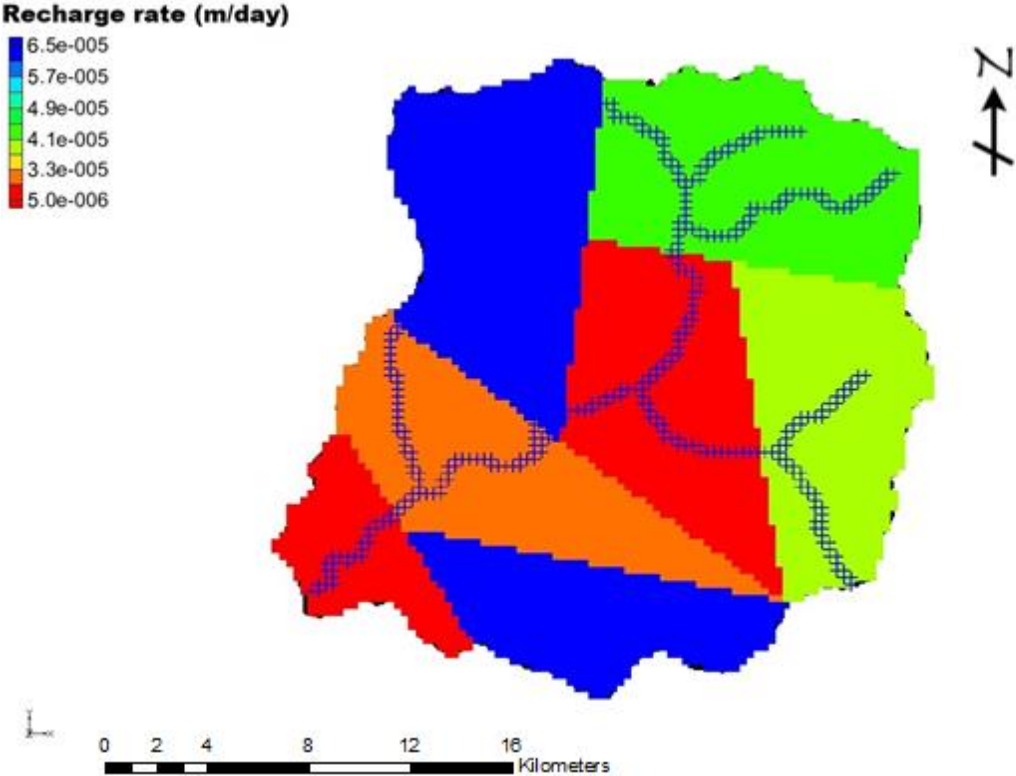 Recharge rate (m/day)
6.5e-005
5.7e-005
4.9e-005
4.1e-005
3.3e-005
5.0e-006
N
0 2 4 8 12 16
Kilometers